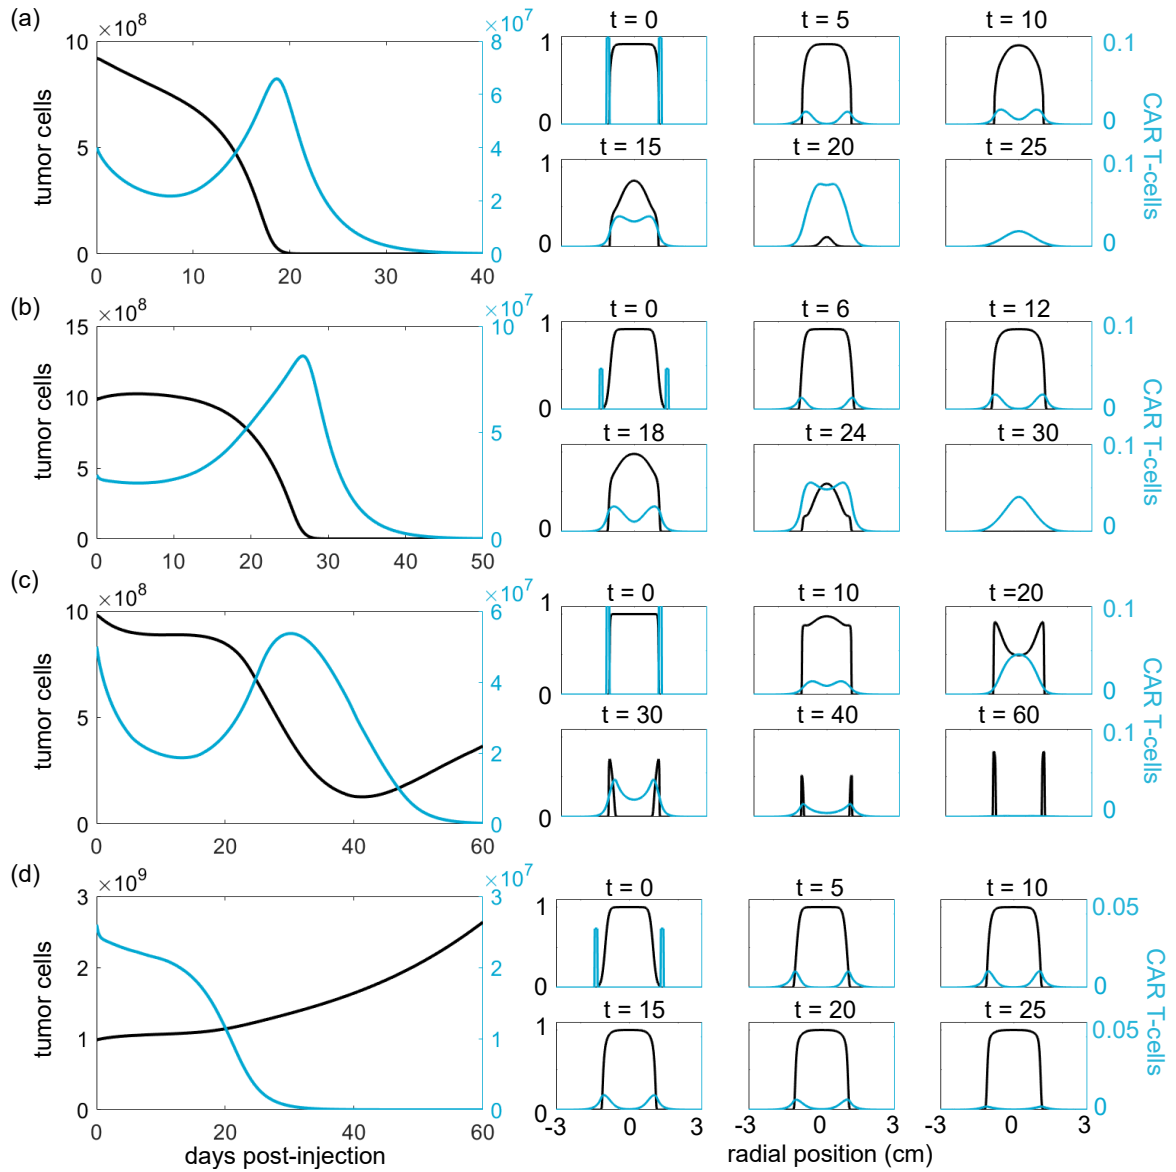 (a)
×10^8
×10^7
10
5
0
8
6
4
2
0
0
10
20
30
40
tumor cells
t = 0
t = 5
t = 10
1
0
0.1
0
t = 15
t = 20
t = 25
1
0
0.1
0
CAR T-cells
(b)
×10^8
×10^7
15
10
5
0
10
5
0
0
10
20
30
40
50
tumor cells
t = 0
t = 6
t = 12
1
0
0.1
0
t = 18
t = 24
t = 30
0
0.1
0
CAR T-cells
(c)
×10^8
×10^7
10
5
0
6
4
2
0
0
20
40
60
tumor cells
t = 0
t = 10
t =20
1
0
0.1
0
t = 30
t = 40
t = 60
0
0.1
0
CAR T-cells
(d)
×10^9
×10^7
3
2
1
0
3
2
1
0
0
20
40
60
tumor cells
days post-injection
t = 0
t = 5
t = 10
1
0
0.05
0
t = 15
t = 20
t = 25
1
0
0.05
0
CAR T-cells
-3
0
3
-3
0
3
-3
0
3
radial position (cm)